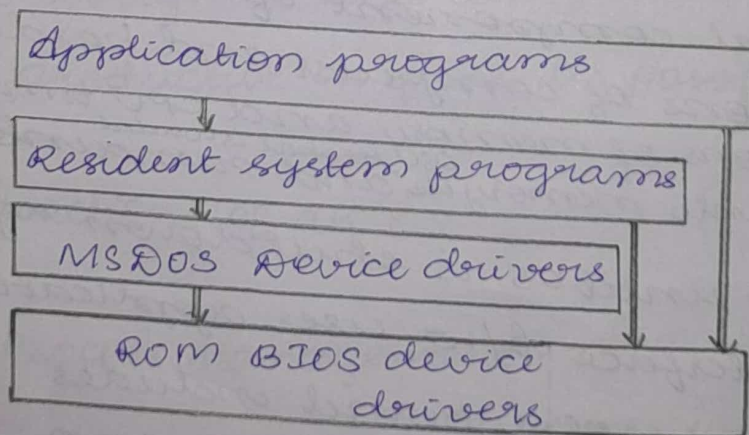 Application programs
Resident system programs
MSDOS Device drivers
ROM BIOS device
drivers